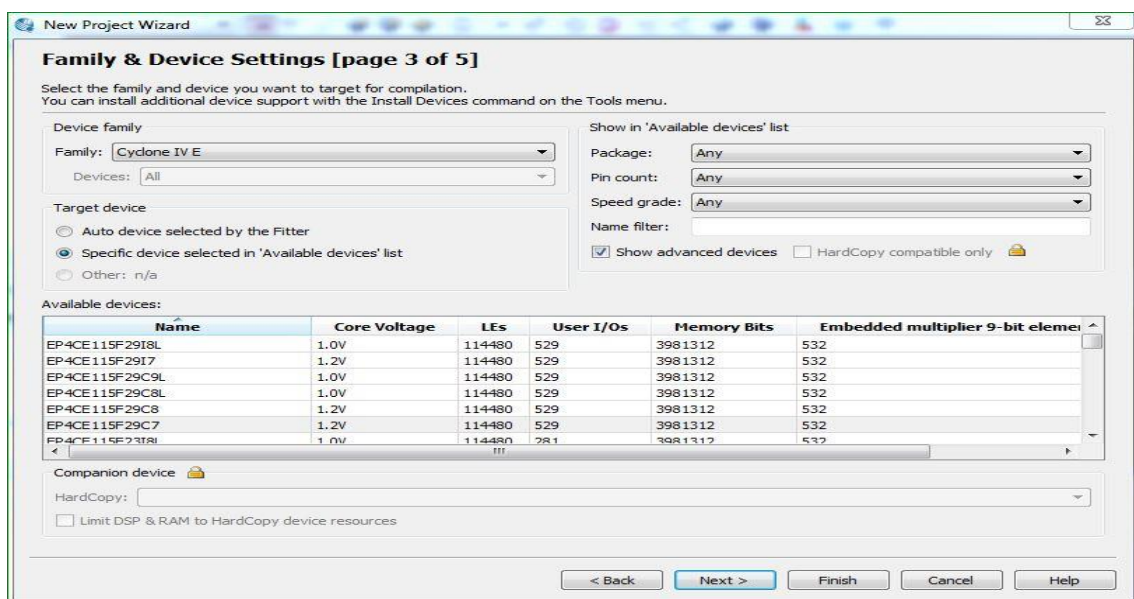 New Project Wizard
Family & Device Settings [page 3 of 5]
Select the family and device you want to target for compilation.
You can install additional device support with the Install Devices command on the Tools menu.
Device family
Family: Cyclone IV E
Devices: All
Target device
Auto device selected by the Fitter
Specific device selected in 'Available devices' list
Other: n/a
Show in 'Available devices' list
Package: Any
Pin count: Any
Speed grade: Any
Name filter:
Show advanced devices HardCopy compatible only
Available devices:
Name Core Voltage LEs User I/Os Memory Bits Embedded multiplier 9-bit elemer
EP4CE115F29I8L 1.0V 114480 529 3981312 532
EP4CE115F29I7 1.2V 114480 529 3981312 532
EP4CE115F29C9L 1.0V 114480 529 3981312 532
EP4CE115F29C8L 1.0V 114480 529 3981312 532
EP4CE115F29C8 1.2V 114480 529 3981312 532
EP4CE115F29C7 1.2V 114480 529 3981312 532
EP4CE115F23I8L 1.0V 114480 281 3981312 532
Companion device
HardCopy:
Limit DSP & RAM to HardCopy device resources
< Back Next > Finish Cancel Help